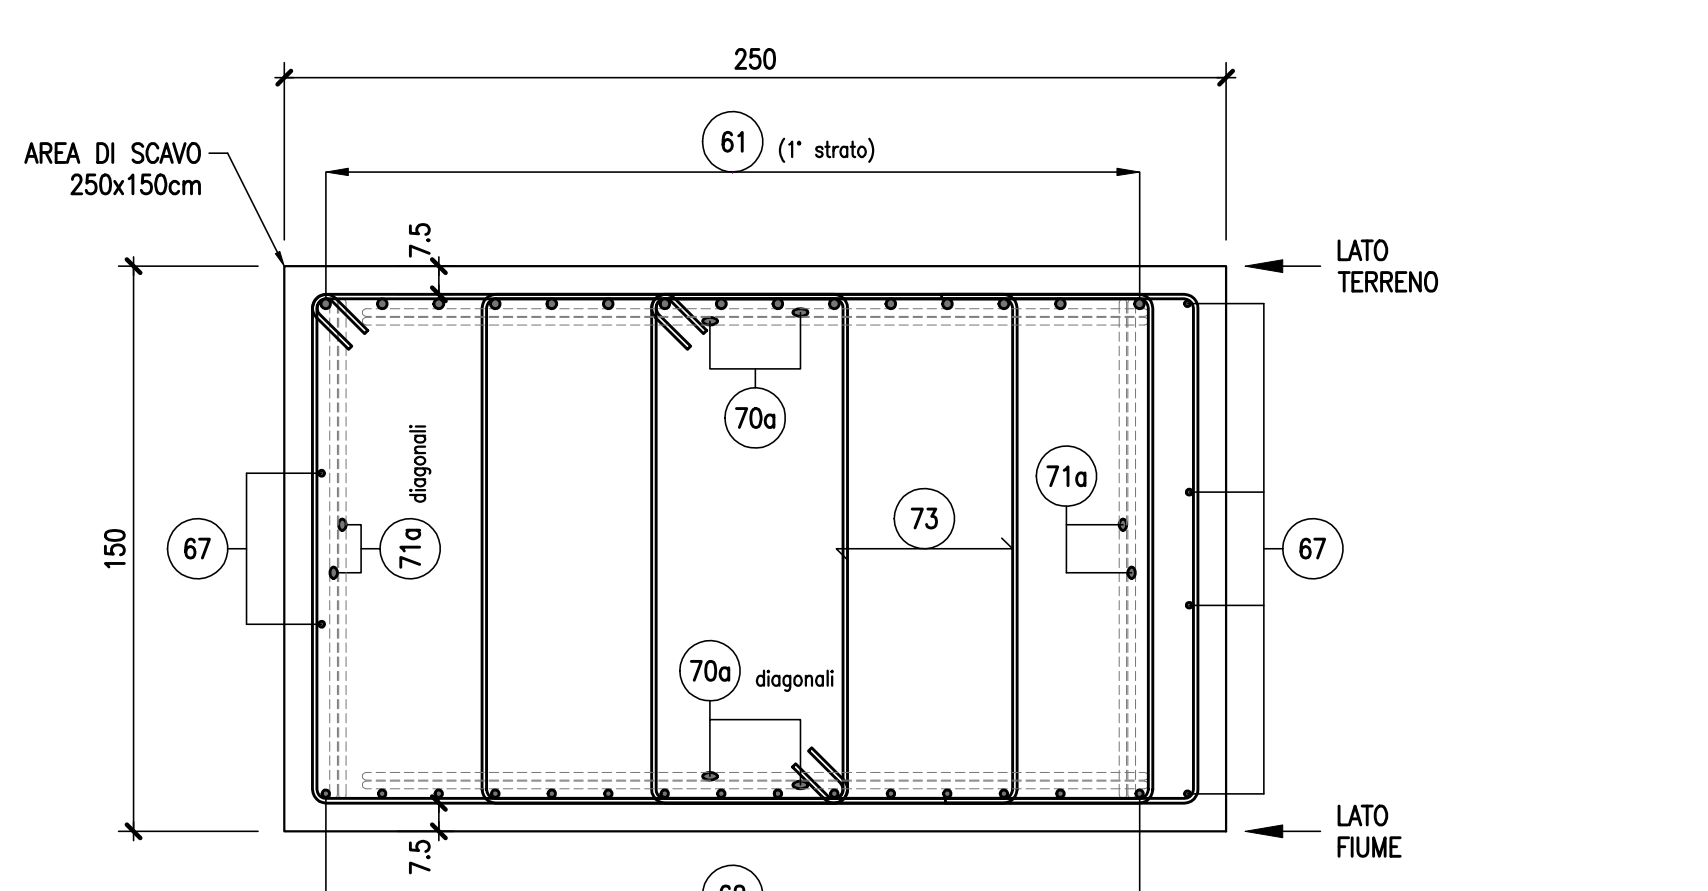 250
61 (1° strato)
AREA DI SCAVO
250x150cm
7.5
LATO
TERRENO
70a
diagonali
71a
73
150
67
71a
67
70a diagonali
LATO
FIUME
7.5